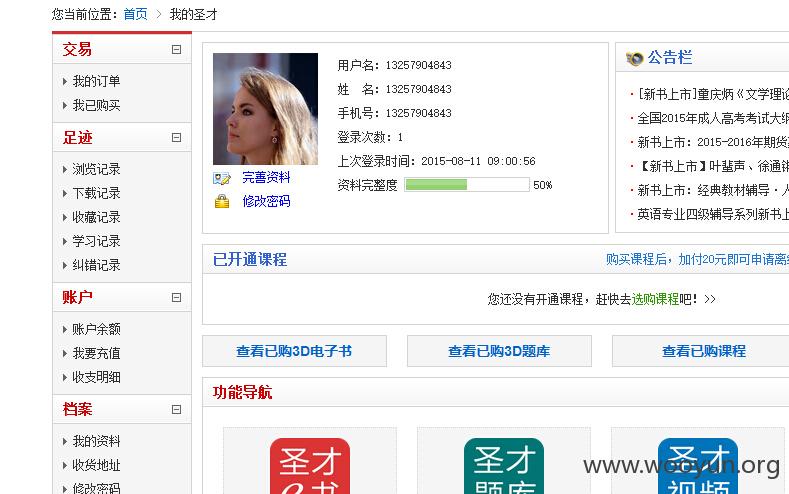 您当前位置：首页 > 我的圣才
交易
我的订单
我已购买
足迹
浏览记录
下载记录
收藏记录
学习记录
纠错记录
账户
账户余额
我要充值
收支明细
档案
我的资料
收货地址
修改密码
用户名：13257904843
姓　名：13257904843
手机号：13257904843
登录次数：1
上次登录时间：2015-08-11 09:00:56
资料完整度 50%
完善资料
修改密码
公告栏
[新书上市]童庆炳《文学理论
全国2015年成人高考考试大纲
新书上市：2015-2016年期货
【新书上市】叶蜚声、徐通锵
新书上市：经典教材辅导·人
英语专业四级辅导系列新书上
已开通课程
购买课程后，加付20元即可申请离线
您还没有开通课程，赶快去选购课程吧！>>
查看已购3D电子书
查看已购3D题库
查看已购课程
功能导航
圣才
e书
圣才
题库
圣才
视频
www.wooyun.org